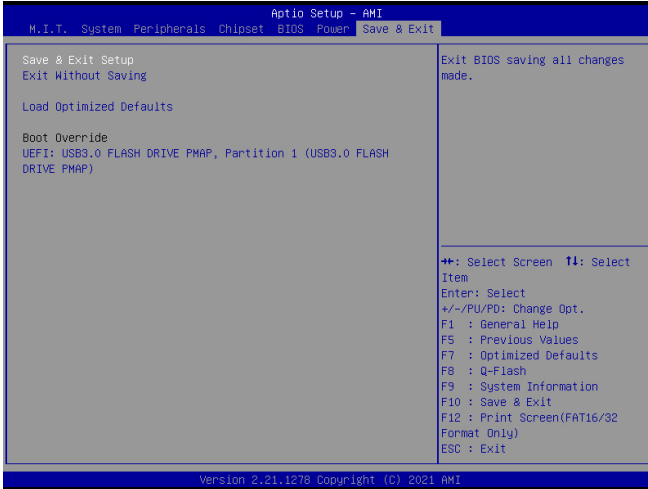 Aptio Setup - AMI
M.I.T. System Peripherals Chipset BIOS Power Save & Exit
Save & Exit Setup
Exit Without Saving
Load Optimized Defaults
Boot Override
UEFI: USB3.0 FLASH DRIVE PMAP, Partition 1 (USB3.0 FLASH
DRIVE PMAP)
Exit BIOS saving all changes
made.
→←: Select Screen ↑↓: Select
Item
Enter: Select
+/-/PU/PD: Change Opt.
F1 : General Help
F5 : Previous Values
F7 : Optimized Defaults
F8 : Q-Flash
F9 : System Information
F10 : Save & Exit
F12 : Print Screen(FAT16/32
Format Only)
ESC : Exit
Version 2.21.1278 Copyright (C) 2021 AMI